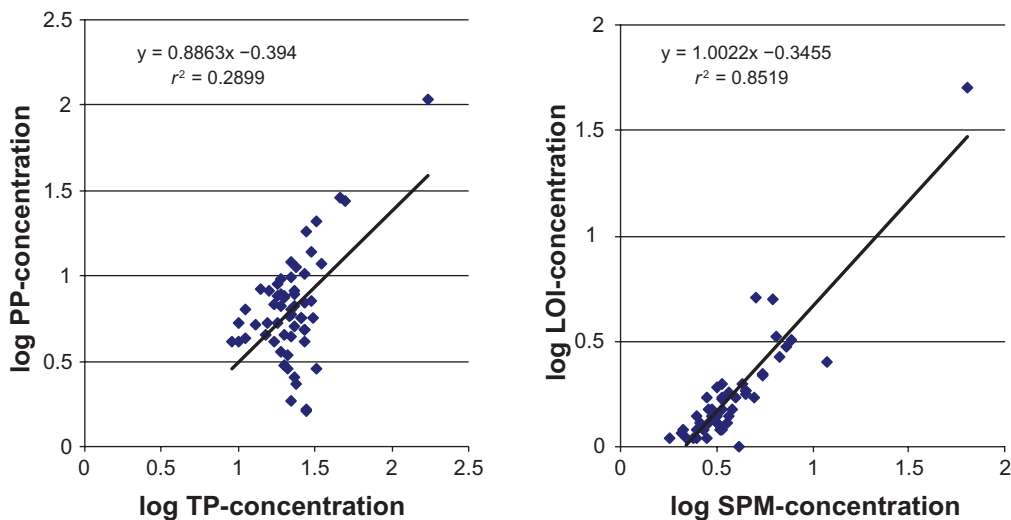 y = 0.8863x −0.394
r² = 0.2899
log PP-concentration
2.5
2
1.5
1
0.5
0
0 0 1 1.5 2 2.5
log TP-concentration
y = 1.0022x −0.3455
r² = 0.8519
log LOI-concentration
2
1.5
1
0.5
0
0 0.5 1 1.5 2
log SPM-concentration